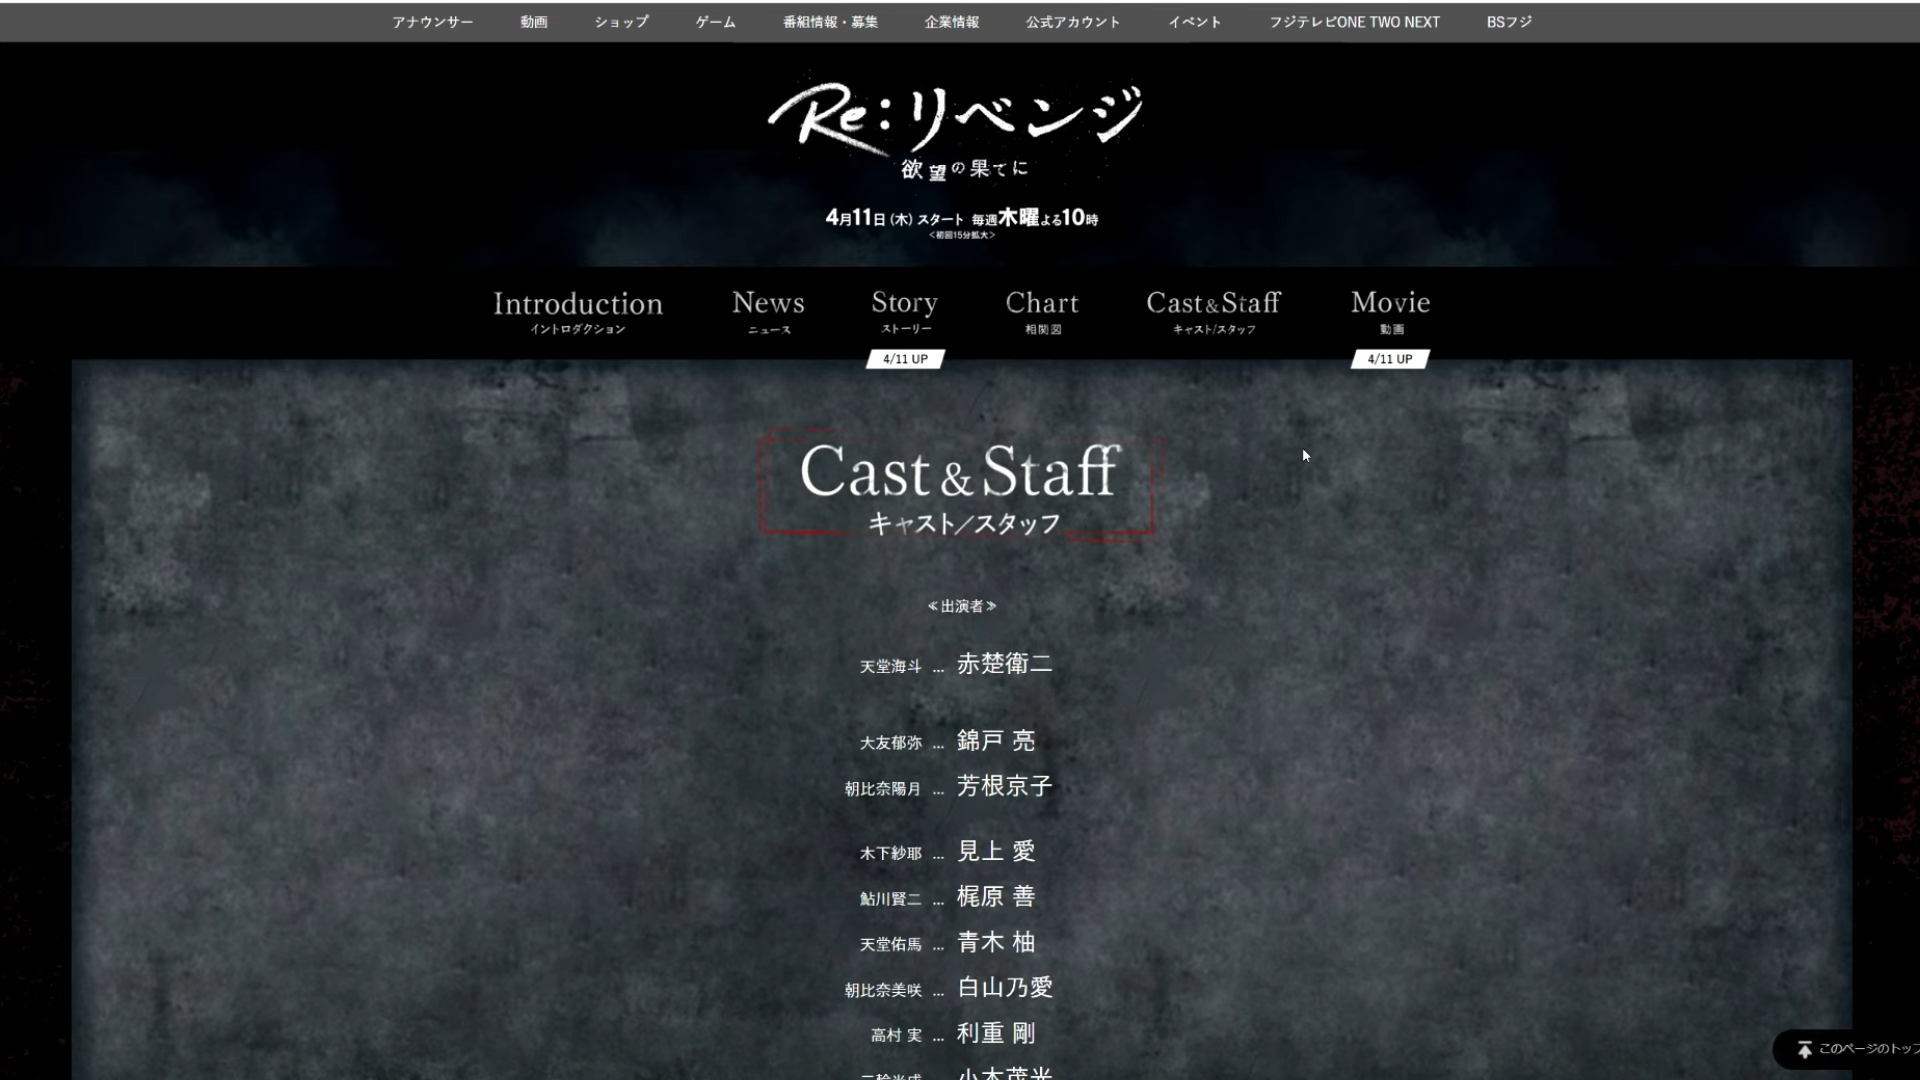 アナウンサー 動画 ショップ ゲーム 番組情報・募集 企業情報 公式アカウント イベント フジテレビONE TWO NEXT BSフジ
Re:リベンジ
欲望の果てに
4月11日(木)スタート 毎週木曜よる10時
<初回15分拡大>
Introduction News Story Chart Cast&Staff Movie
イントロダクション ニュース ストーリー 相関図 キャスト/スタッフ 動画
4/11 UP 4/11 UP
Cast&Staff
キャスト/スタッフ
≪出演者≫
天堂海斗 … 赤楚衛二
大友郁弥 … 錦戸 亮
朝比奈陽月 … 芳根京子
木下紗耶 … 見上 愛
鮎川賢二 … 梶原 善
天堂佑馬 … 青木 柚
朝比奈美咲 … 白山乃愛
高村 実 … 利重 剛
このページのトップ